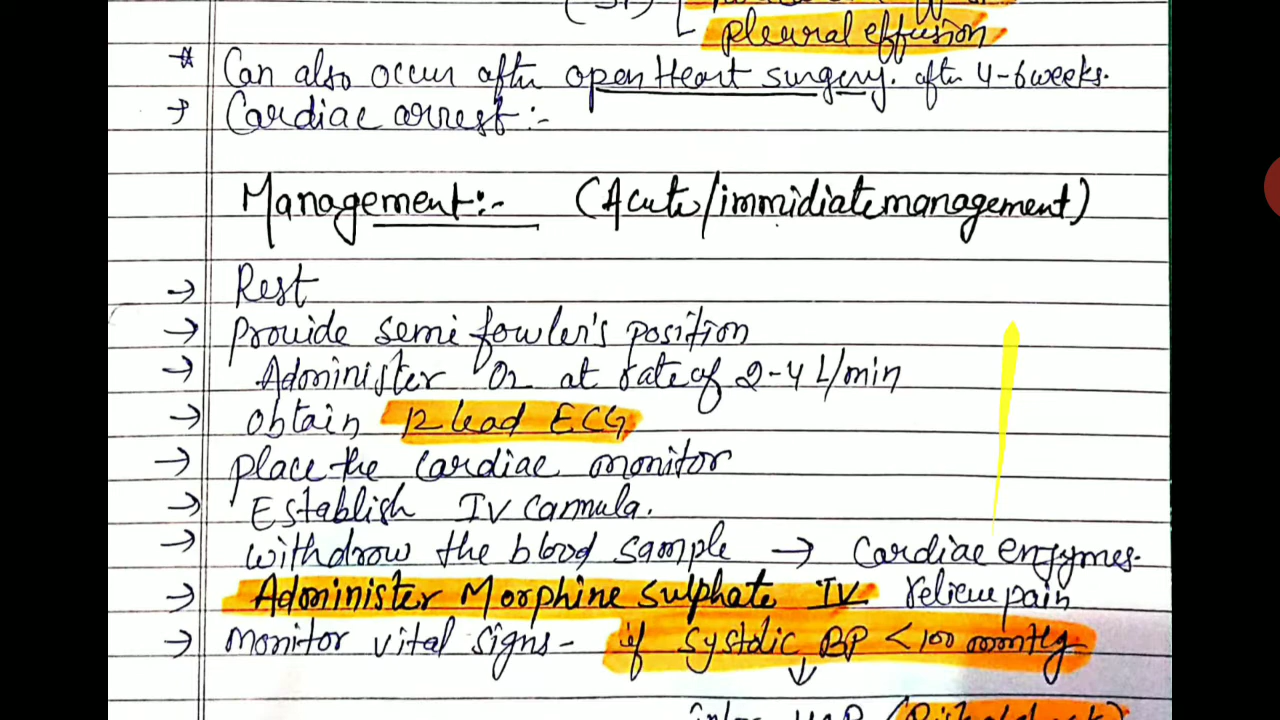 pleural effusion
* Can also occur after open Heart surgery. after 4-6 weeks.
→ Cardiac arrest:-
Management:- (Acute/immidiate management)
→ Rest
→ provide semi fowler's position
→ Administer O2 at rate of 2-4 L/min
→ obtain 12 lead ECG
→ place the cardiac monitor
→ Establish IV cannula.
→ withdrow the blood sample → Cardiac enzymes.
→ Administer Morphine sulphate IV relieve pain
→ monitor vital signs - if systolic BP < 100 mmHg
↓